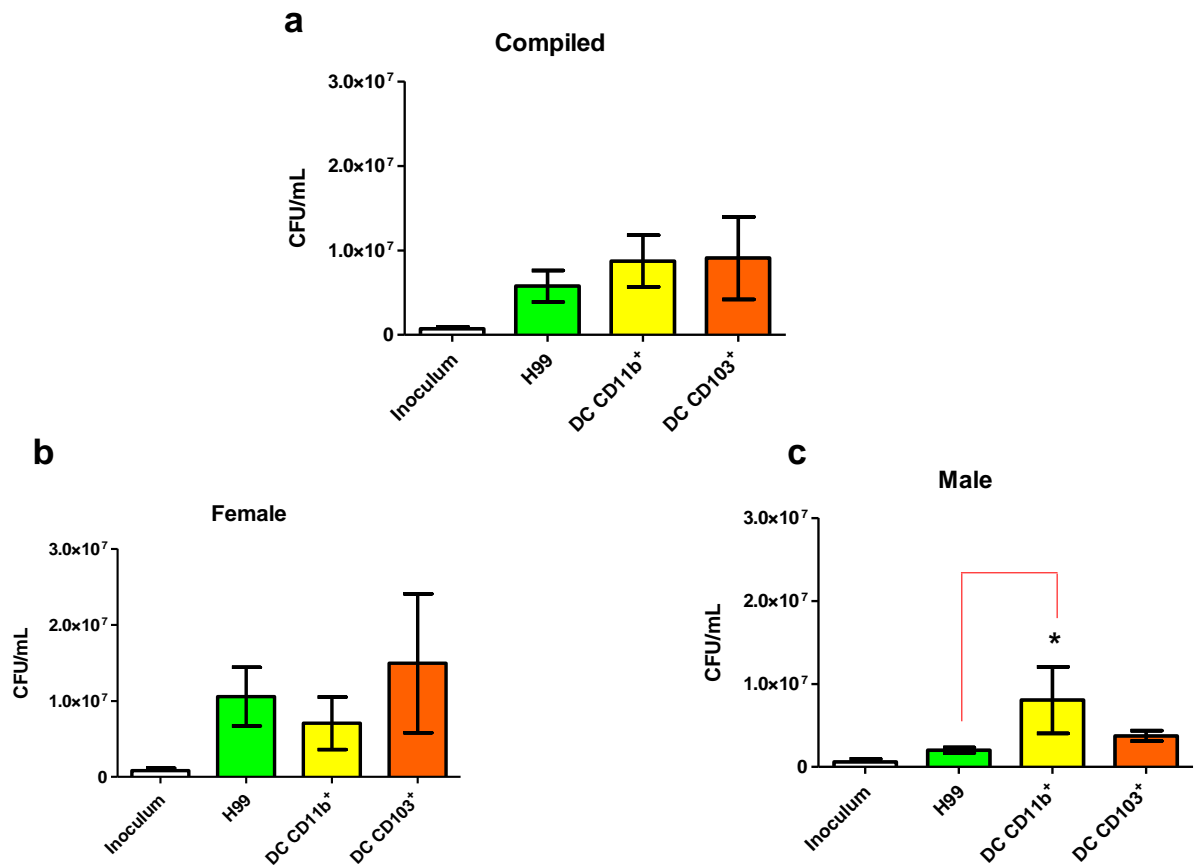 a
Compiled
3.0×10⁷
2.0×10⁷
1.0×10⁷
0
CFU/mL
Inoculum
H99
DC CD11b⁺
DC CD103⁺
b
Female
3.0×10⁷
2.0×10⁷
1.0×10⁷
0
CFU/mL
Inoculum
H99
DC CD11b⁺
DC CD103⁺
c
Male
3.0×10⁷
2.0×10⁷
1.0×10⁷
0
CFU/mL
*
Inoculum
H99
DC CD11b⁺
DC CD103⁺